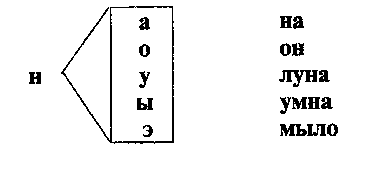 а на
о он
н у луна
ы умна
э мыло